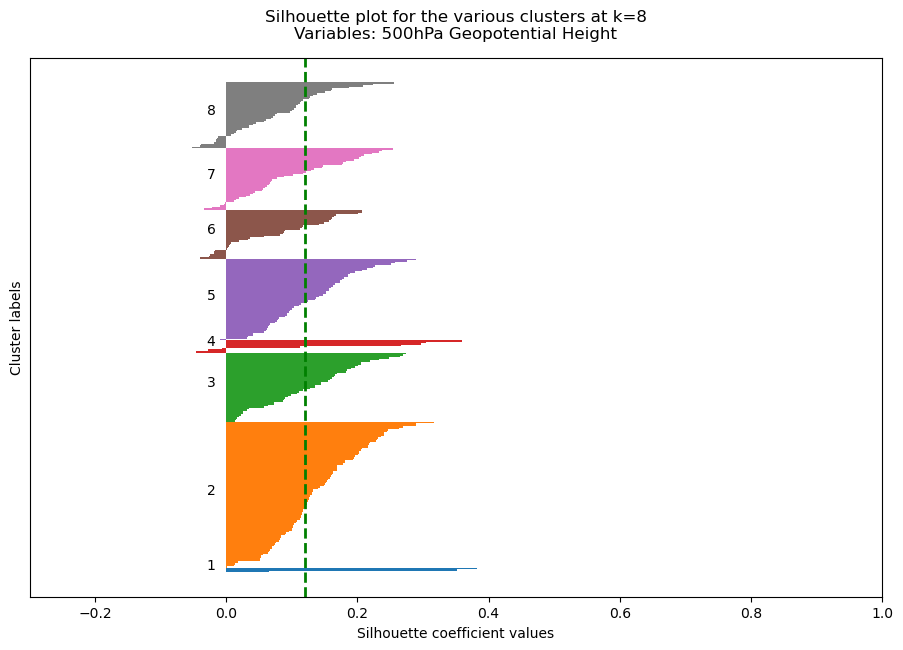 Silhouette plot for the various clusters at k=8
Variables: 500hPa Geopotential Height
Cluster labels
8
7
6
5
4
3
2
1
−0.2 0.0 0.2 0.4 0.6 0.8 1.0
Silhouette coefficient values